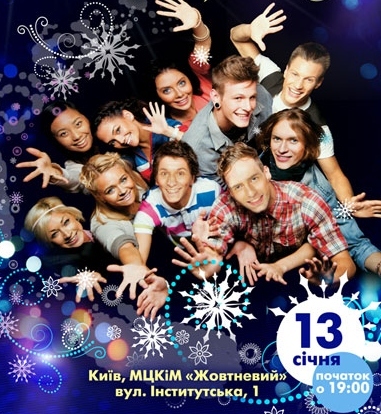 13
січня
початок
о 19:00
Київ, МЦКіМ «Жовтневий»
вул. Інститутська, 1